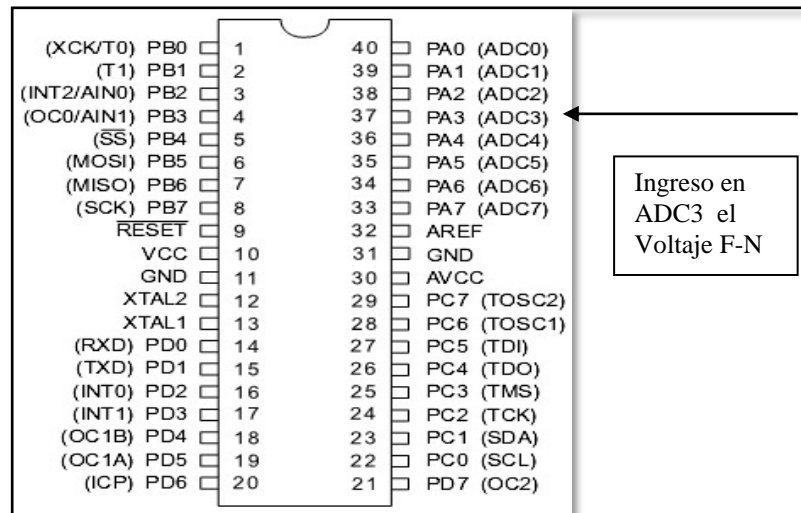 (XCK/T0) PB0 1 40 PA0 (ADC0)
(T1) PB1 2 39 PA1 (ADC1)
(INT2/AIN0) PB2 3 38 PA2 (ADC2)
(OC0/AIN1) PB3 4 37 PA3 (ADC3)
(SS) PB4 5 36 PA4 (ADC4)
(MOSI) PB5 6 35 PA5 (ADC5)
(MISO) PB6 7 34 PA6 (ADC6)
(SCK) PB7 8 33 PA7 (ADC7)
RESET 9 32 AREF
VCC 10 31 GND
GND 11 30 AVCC
XTAL2 12 29 PC7 (TOSC2)
XTAL1 13 28 PC6 (TOSC1)
(RXD) PD0 14 27 PC5 (TDI)
(TXD) PD1 15 26 PC4 (TDO)
(INT0) PD2 16 25 PC3 (TMS)
(INT1) PD3 17 24 PC2 (TCK)
(OC1B) PD4 18 23 PC1 (SDA)
(OC1A) PD5 19 22 PC0 (SCL)
(ICP) PD6 20 21 PD7 (OC2)
Ingreso en
ADC3 el
Voltaje F-N